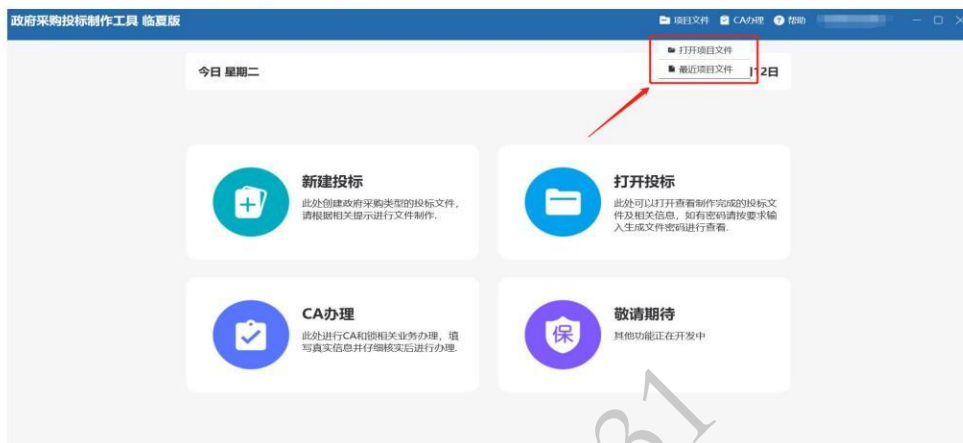 政府采购投标制作工具 临夏版
项目文件 CA办理 帮助
打开项目文件
最近项目文件
今日 星期二
12日
新建投标
此处创建政府采购类型的投标文件，
请根据相关提示进行文件制作.
打开投标
此处可以打开查看制作完成的投标文
件及相关信息，如有密码请按要求输
入生成文件密码进行查看.
CA办理
此处进行CA和锁相关业务办理，填
写真实信息并仔细核实后进行办理.
保
敬请期待
其他功能正在开发中
31